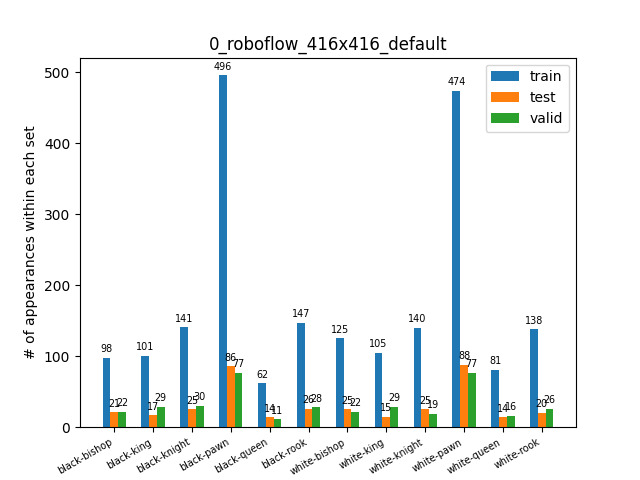 0_roboflow_416x416_default
# of appearances within each set
500
400
300
200
100
0
train
test
valid
98 21 22
101 17 29
141 25 30
496 86 77
62 14 11
147 26 28
125 25 22
105 15 29
140 25 19
474 88 77
81 14 16
138 20 26
black-bishop
black-king
black-knight
black-pawn
black-queen
black-rook
white-bishop
white-king
white-knight
white-pawn
white-queen
white-rook